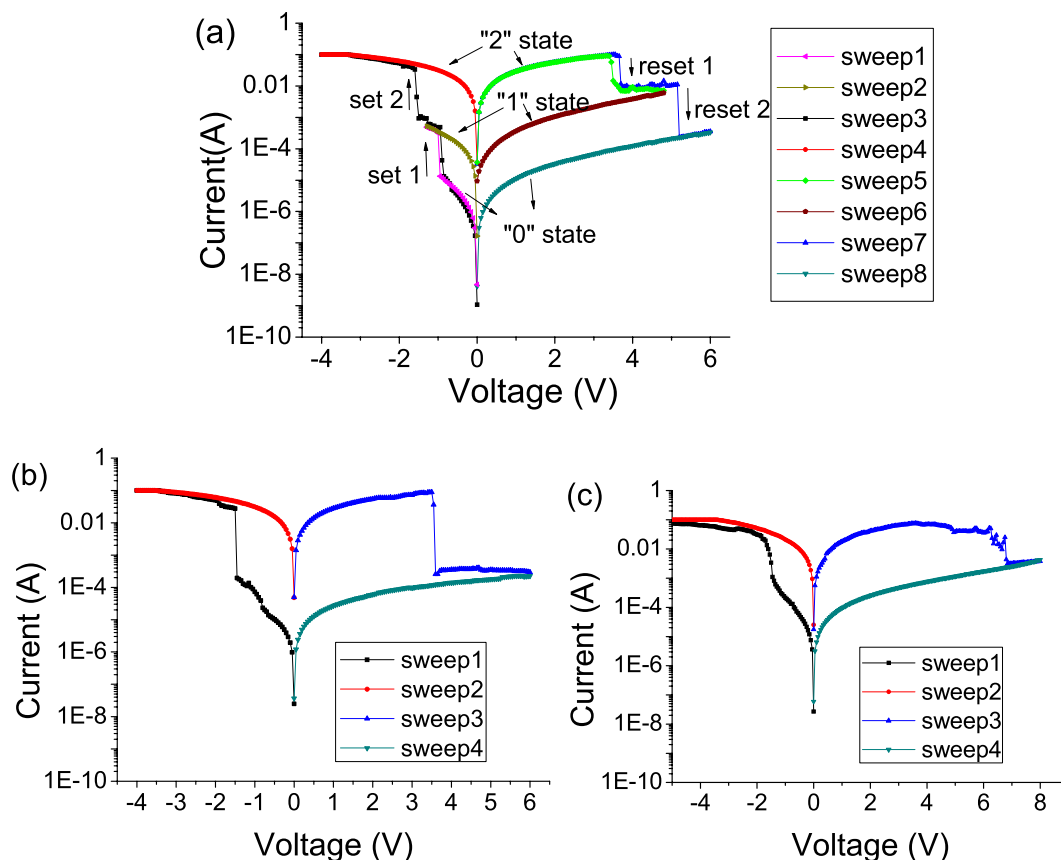 (a)
1
0.01
1E-4
1E-6
1E-8
1E-10
Current(A)
-4 -2 0 2 4 6
Voltage (V)
"2" state
"1" state
"0" state
set 2
set 1
reset 1
reset 2
sweep1
sweep2
sweep3
sweep4
sweep5
sweep6
sweep7
sweep8
(b)
1
0.01
1E-4
1E-6
1E-8
1E-10
Current (A)
-4 -3 -2 -1 0 1 2 3 4 5 6
Voltage (V)
sweep1
sweep2
sweep3
sweep4
(c)
1
0.01
1E-4
1E-6
1E-8
1E-10
Current (A)
-4 -2 0 2 4 6 8
Voltage (V)
sweep1
sweep2
sweep3
sweep4